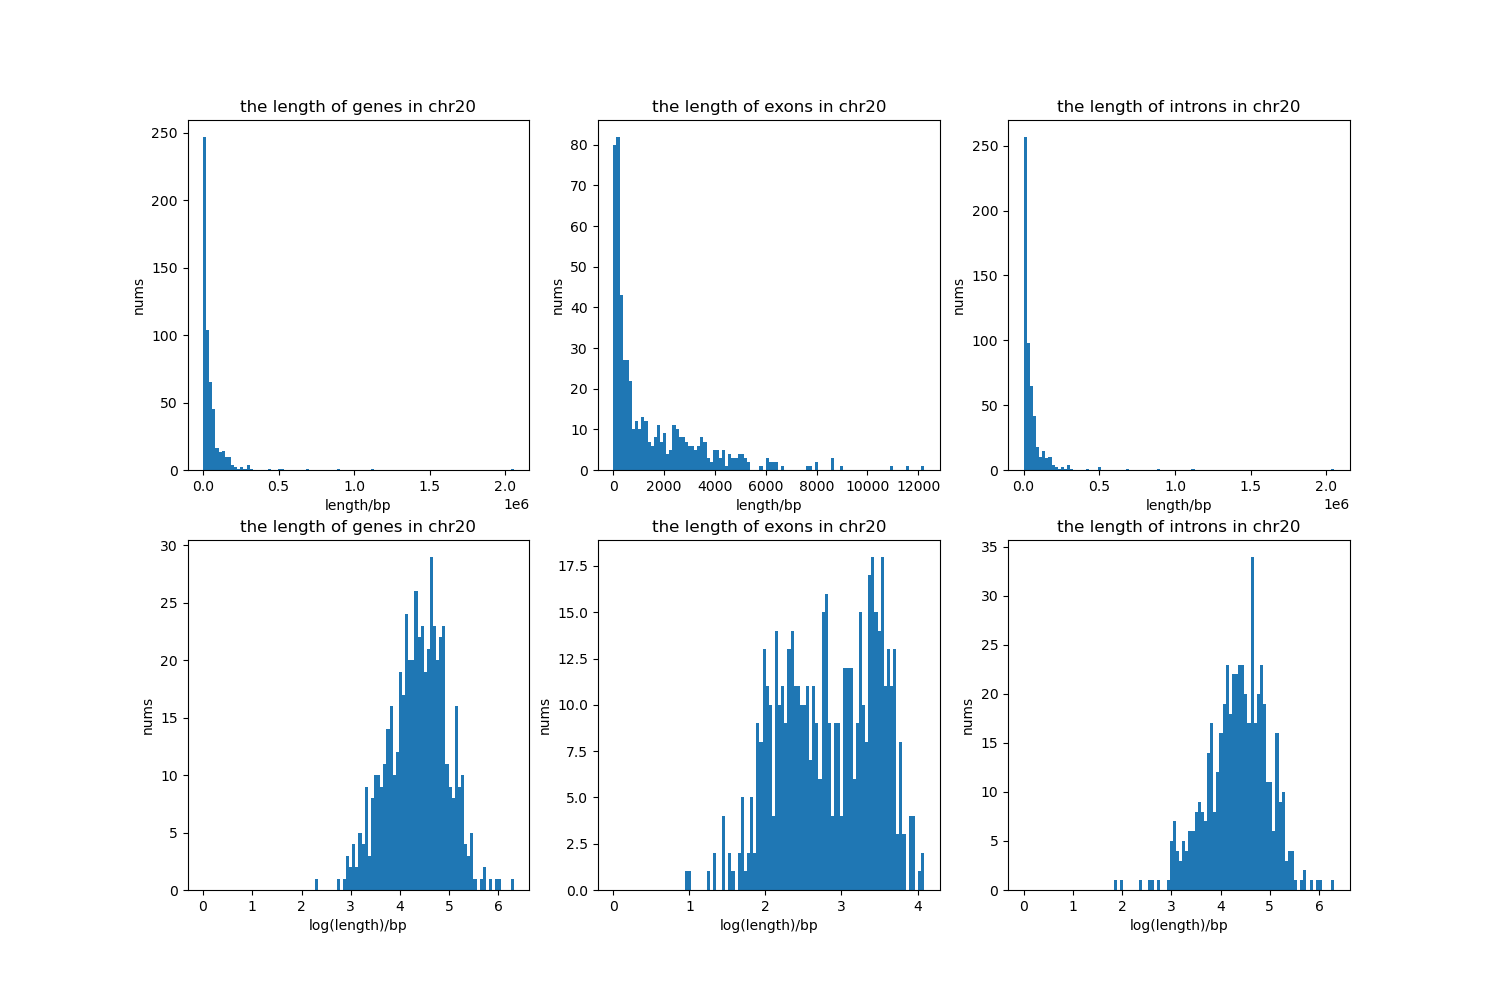 the length of genes in chr20
250
200
150
100
50
0
nums
0.0 0.5 1.0 1.5 2.0
1e6
length/bp
the length of exons in chr20
80
70
60
50
40
30
20
10
0
nums
0 2000 4000 6000 8000 10000 12000
length/bp
the length of introns in chr20
250
200
150
100
50
0
nums
0.0 0.5 1.0 1.5 2.0
1e6
length/bp
the length of genes in chr20
30
25
20
15
10
5
0
nums
0 1 2 3 4 5 6
log(length)/bp
the length of exons in chr20
17.5
15.0
12.5
10.0
7.5
5.0
2.5
0.0
nums
0 1 2 3 4
log(length)/bp
the length of introns in chr20
35
30
25
20
15
10
5
0
nums
0 1 2 3 4 5 6
log(length)/bp